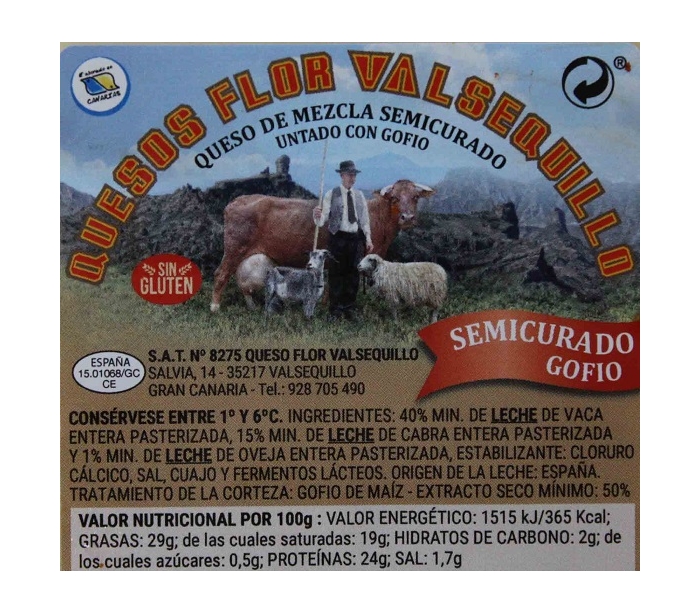 Elaborado en
CANARIAS
QUESOS FLOR VALSEQUILLO
®
QUESO DE MEZCLA SEMICURADO
UNTADO CON GOFIO
SIN
GLUTEN
SEMICURADO
GOFIO
ESPAÑA
15.01068/GC
CE
S.A.T. Nº 8275 QUESO FLOR VALSEQUILLO
SALVIA, 14 - 35217 VALSEQUILLO
GRAN CANARIA - Tel.: 928 705 490
CONSÉRVESE ENTRE 1º Y 6ºC. INGREDIENTES: 40% MIN. DE LECHE DE VACA
ENTERA PASTERIZADA, 15% MIN. DE LECHE DE CABRA ENTERA PASTERIZADA
Y 1% MIN. DE LECHE DE OVEJA ENTERA PASTERIZADA, ESTABILIZANTE: CLORURO
CÁLCICO, SAL, CUAJO Y FERMENTOS LÁCTEOS. ORIGEN DE LA LECHE: ESPAÑA.
TRATAMIENTO DE LA CORTEZA: GOFIO DE MAÍZ - EXTRACTO SECO MÍNIMO: 50%
VALOR NUTRICIONAL POR 100g : VALOR ENERGÉTICO: 1515 kJ/365 Kcal;
GRASAS: 29g; de las cuales saturadas: 19g; HIDRATOS DE CARBONO: 2g; de
los cuales azúcares: 0,5g; PROTEÍNAS: 24g; SAL: 1,7g